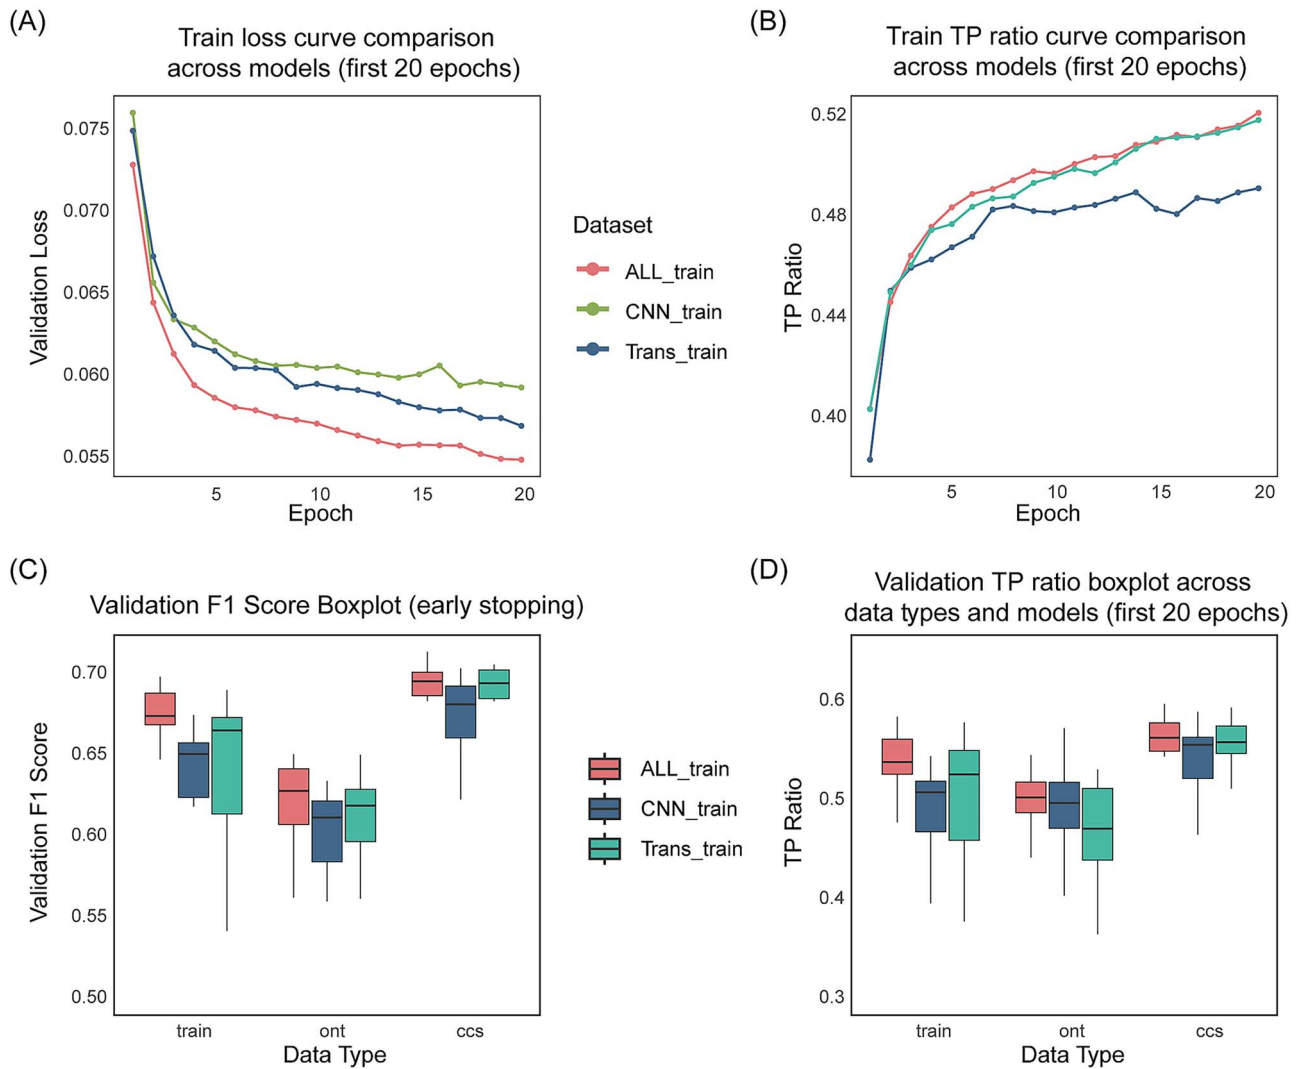 (A)
Train loss curve comparison
across models (first 20 epochs)
Validation Loss
0.075
0.070
0.065
0.060
0.055
5 10 15 20
Epoch
Dataset
ALL_train
CNN_train
Trans_train
(B)
Train TP ratio curve comparison
across models (first 20 epochs)
TP Ratio
0.52
0.48
0.44
0.40
5 10 15 20
Epoch
(C)
Validation F1 Score Boxplot (early stopping)
Validation F1 Score
0.70
0.65
0.60
0.55
0.50
train ont ccs
Data Type
ALL_train
CNN_train
Trans_train
(D)
Validation TP ratio boxplot across
data types and models (first 20 epochs)
TP Ratio
0.6
0.5
0.4
0.3
train ont ccs
Data Type